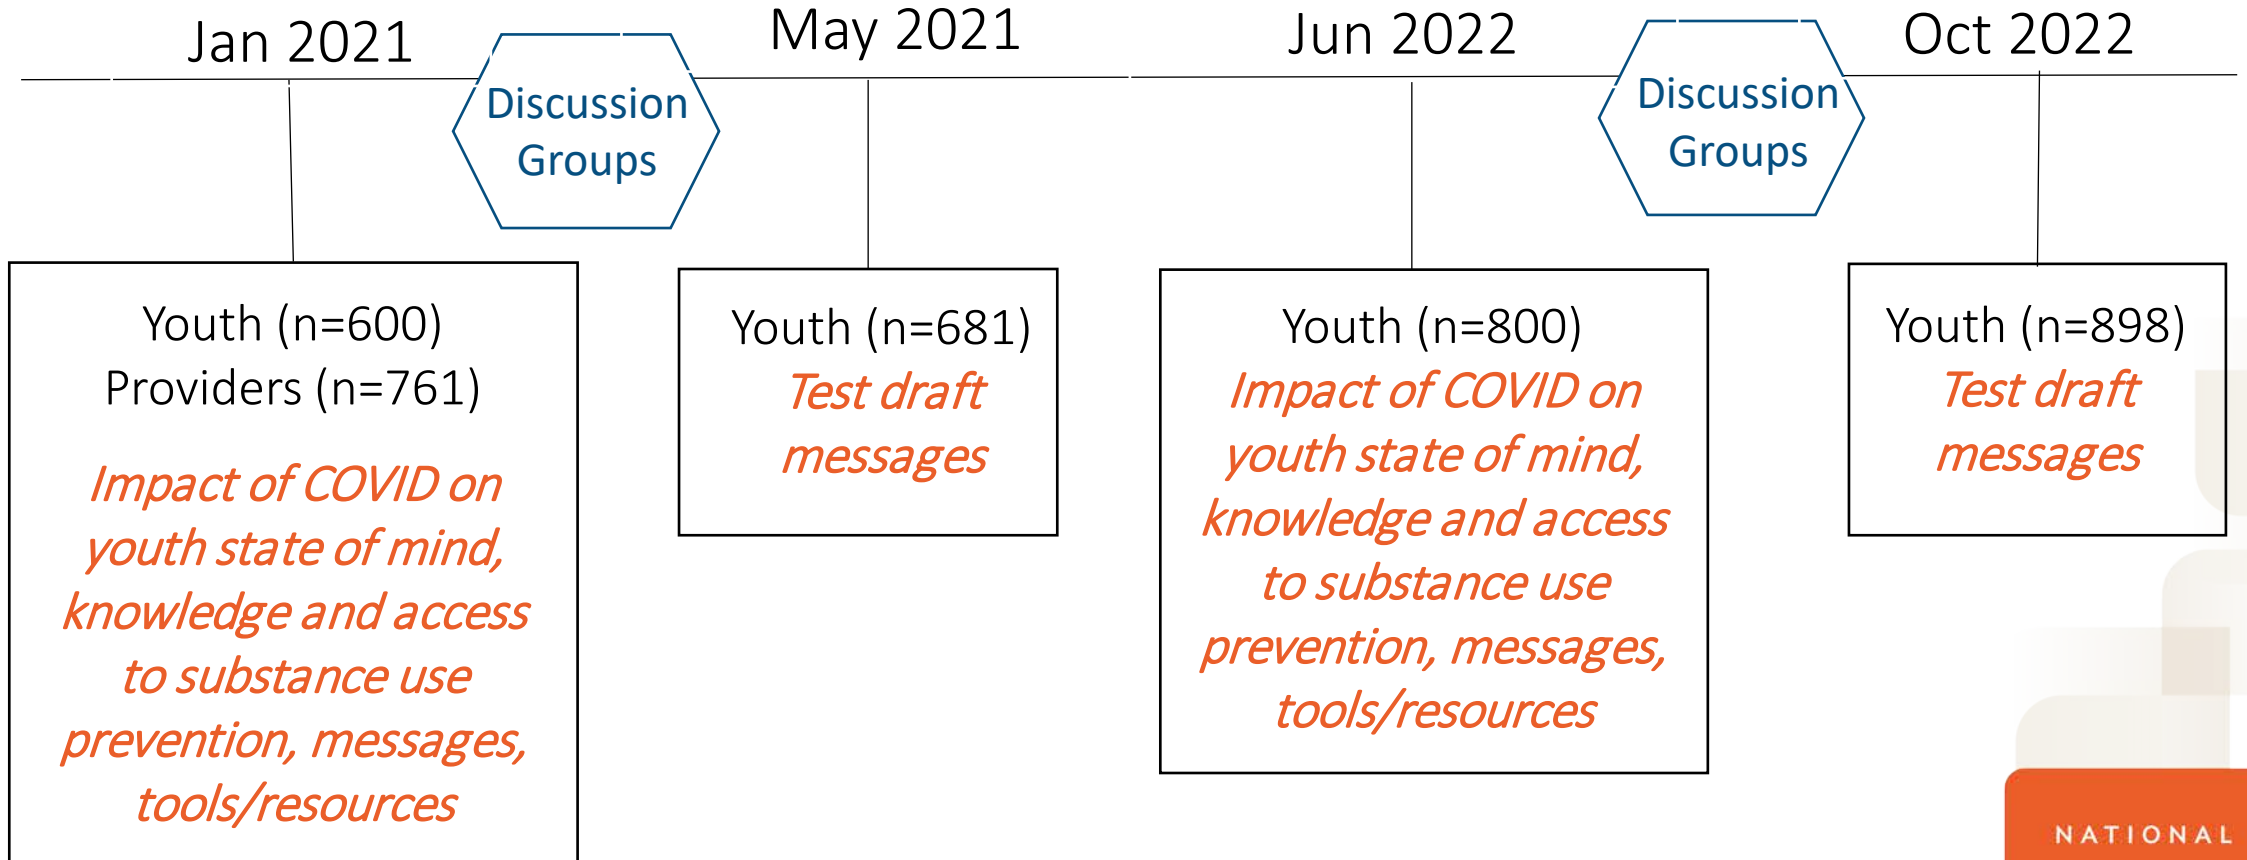 Jan 2021
Discussion
Groups
May 2021
Jun 2022
Discussion
Groups
Oct 2022
Youth (n=600)
Providers (n=761)
Impact of COVID on
youth state of mind,
knowledge and access
to substance use
prevention, messages,
tools/resources
Youth (n=681)
Test draft
messages
Youth (n=800)
Impact of COVID on
youth state of mind,
knowledge and access
to substance use
prevention, messages,
tools/resources
Youth (n=898)
Test draft
messages
NATIONAL